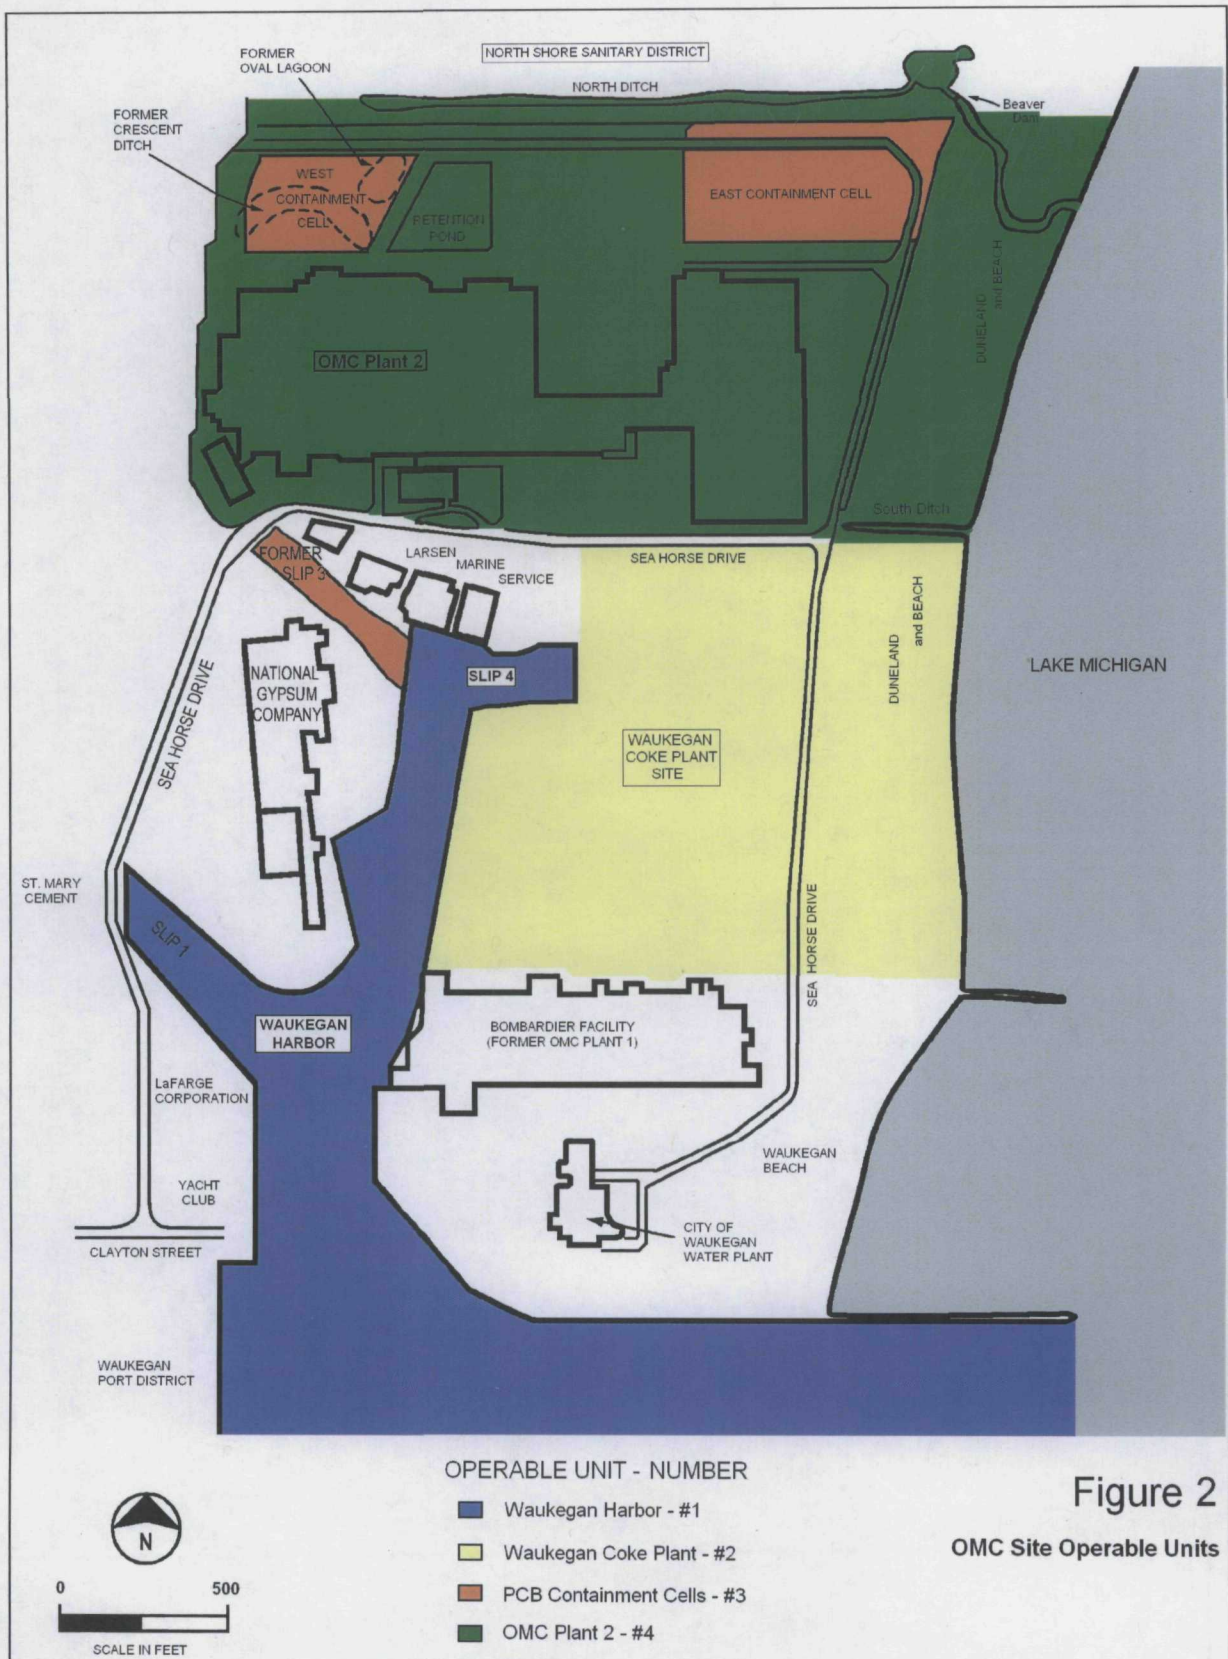 NORTH SHORE SANITARY DISTRICT
FORMER
OVAL LAGOON
NORTH DITCH
FORMER
CRESCENT
DITCH
Beaver
Dam
WEST
CONTAINMENT
CELL
RETENTION
POND
EAST CONTAINMENT CELL
DUNELAND
and BEACH
OMC Plant 2
South Ditch
FORMER
SLIP 3
LARSEN
MARINE
SERVICE
SEA HORSE DRIVE
DUNELAND
and BEACH
LAKE MICHIGAN
NATIONAL
GYPSUM
COMPANY
SLIP 4
SEA HORSE DRIVE
WAUKEGAN
COKE PLANT
SITE
ST. MARY
CEMENT
SLIP 1
SEA HORSE DRIVE
WAUKEGAN
HARBOR
BOMBARDIER FACILITY
(FORMER OMC PLANT 1)
LaFARGE
CORPORATION
WAUKEGAN
BEACH
YACHT
CLUB
CITY OF
WAUKEGAN
WATER PLANT
CLAYTON STREET
WAUKEGAN
PORT DISTRICT
OPERABLE UNIT - NUMBER
Waukegan Harbor - #1
Waukegan Coke Plant - #2
PCB Containment Cells - #3
OMC Plant 2 - #4
N
0 500
SCALE IN FEET
Figure 2
OMC Site Operable Units